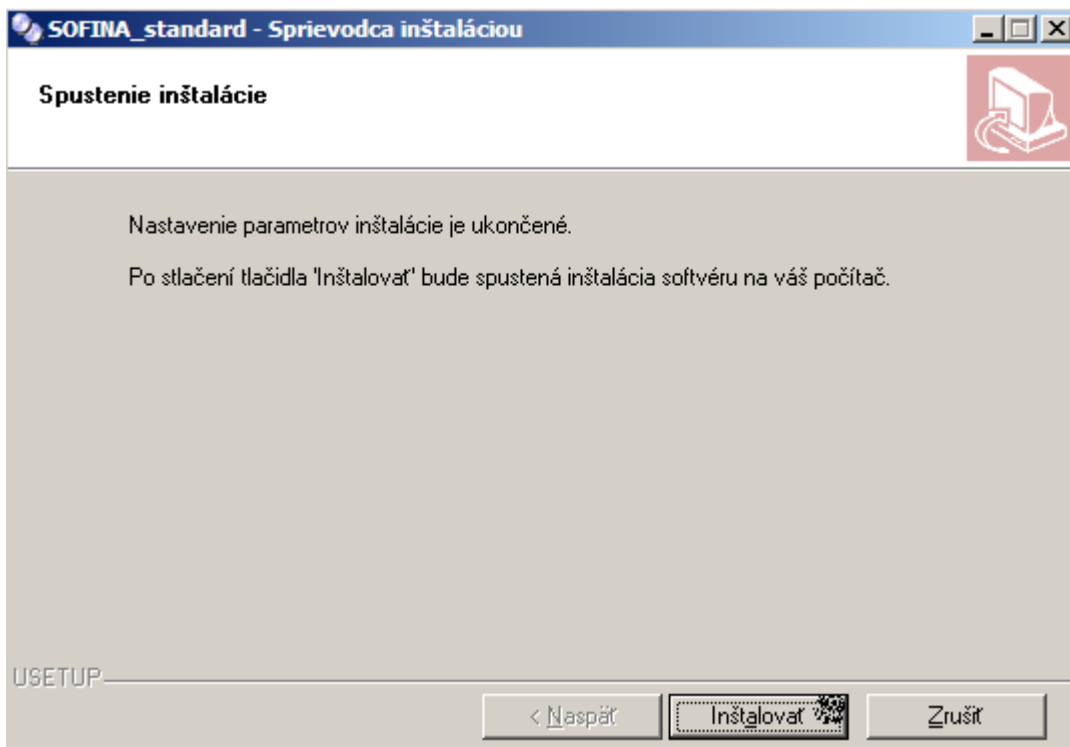 SOFINA_standard - Sprievodca inštaláciou
Spustenie inštalácie
Nastavenie parametrov inštalácie je ukončené.
Po stlačení tlačidla 'Inštalovať' bude spustená inštalácia softvéru na váš počítač.
USETUP
< Naspäť
Inštalovať
Zrušiť